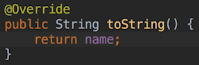 @Override
public String toString() {
    return name;
}